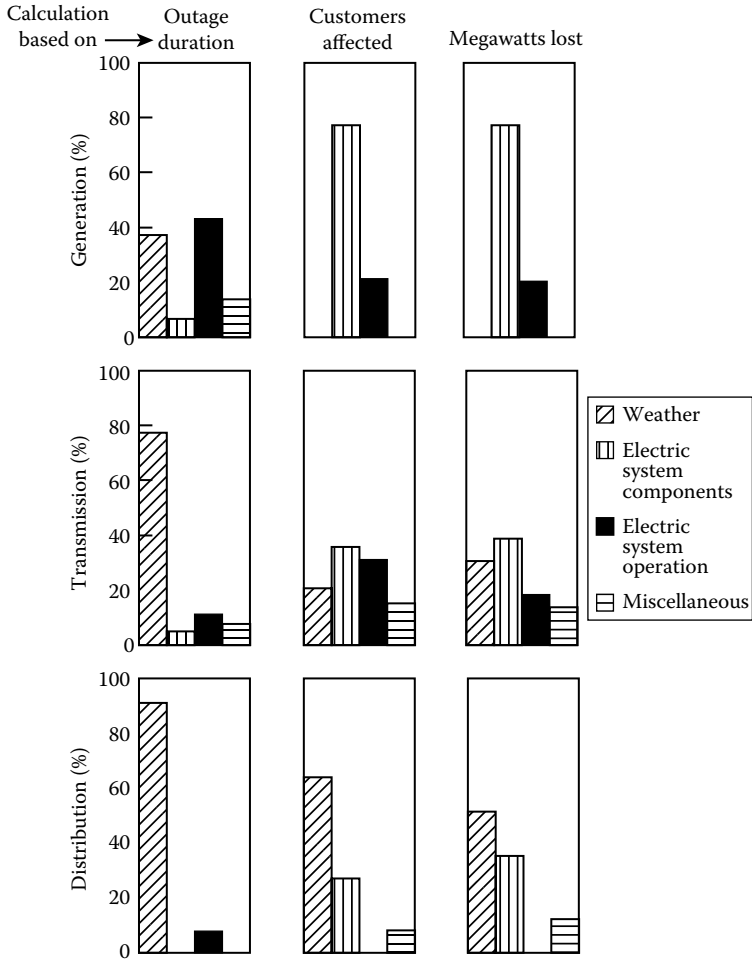 Calculation
based on
Outage
duration
Customers
affected
Megawatts lost
Generation (%)
100
80
60
40
20
0
Transmission (%)
100
80
60
40
20
0
Weather
Electric
system
components
Electric
system
operation
Miscellaneous
Distribution (%)
100
80
60
40
20
0